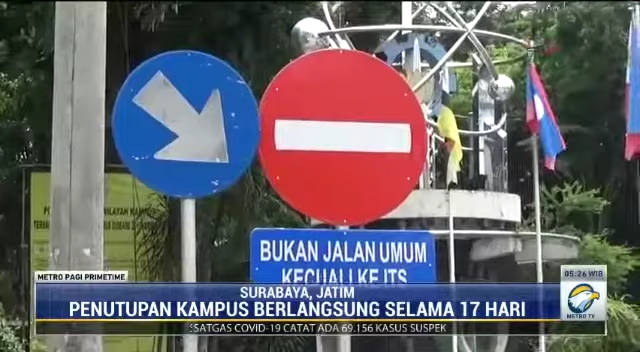 BUKAN JALAN UMUM
KECUALI KE ITS
METRO PAGI PRIMETIME
SURABAYA, JATIM
PENUTUPAN KAMPUS BERLANGSUNG SELAMA 17 HARI
SATGAS COVID-19 CATAT ADA 69.156 KASUS SUSPEK
05:26 WIB
METRO TV